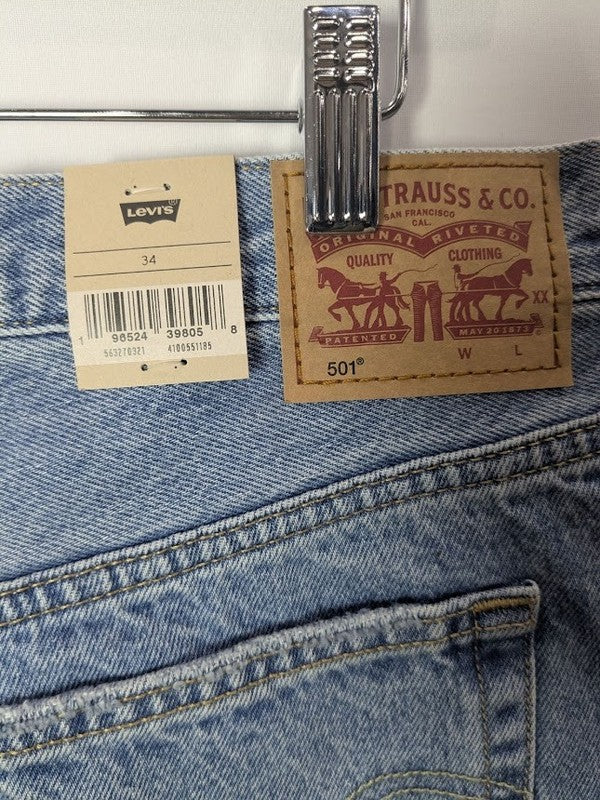 Levi's®
34
1 96524 39805 8
563270321 4100551185
TRAUSS & CO.
SAN FRANCISCO
CAL.
ORIGINAL RIVETED
QUALITY CLOTHING
XX
PATENTED MAY 20 1873
501® W L